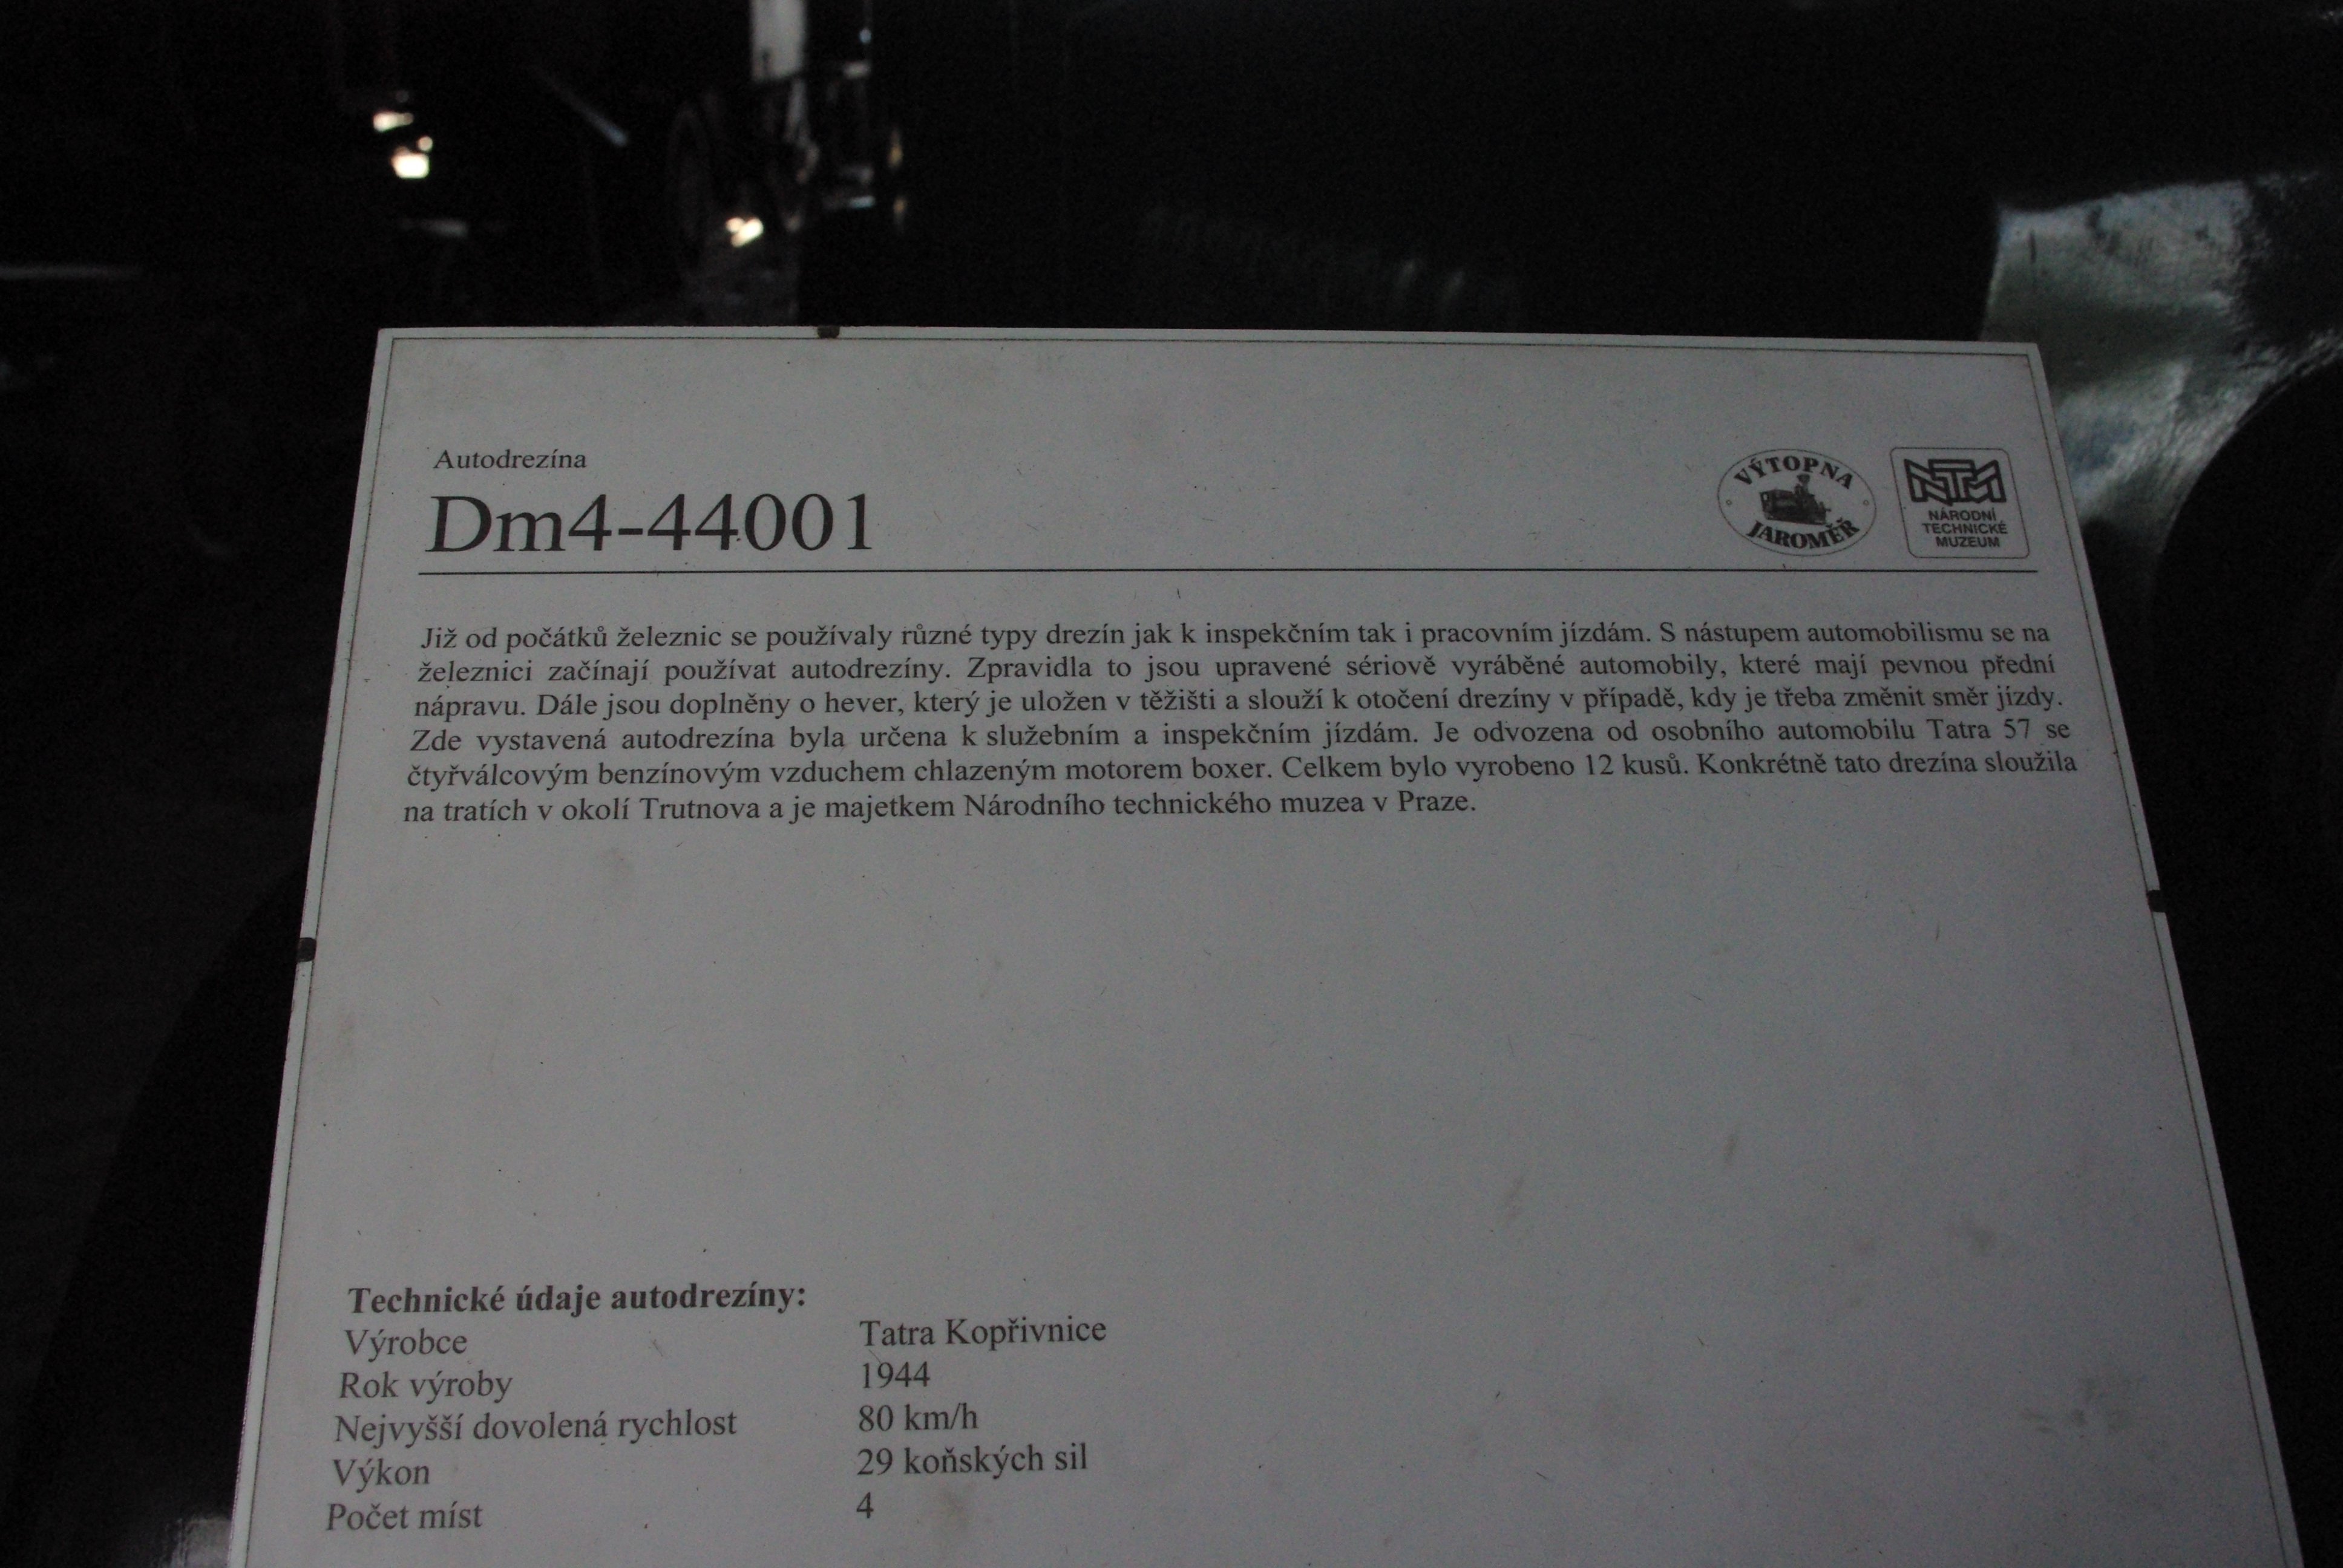 Autodrezína
Dm4-44001
VÝTOPNA
JAROMĚŘ
NTM
NÁRODNÍ
TECHNICKÉ
MUZEUM
Již od počátků železnic se používaly různé typy drezín jak k inspekčním tak i pracovním jízdám. S nástupem automobilismu se na
železnici začínají používat autodrezíny. Zpravidla to jsou upravené sériově vyráběné automobily, které mají pevnou přední
nápravu. Dále jsou doplněny o hever, který je uložen v těžišti a slouží k otočení drezíny v případě, kdy je třeba změnit směr jízdy.
Zde vystavená autodrezína byla určena k služebním a inspekčním jízdám. Je odvozena od osobního automobilu Tatra 57 se
čtyřválcovým benzínovým vzduchem chlazeným motorem boxer. Celkem bylo vyrobeno 12 kusů. Konkrétně tato drezína sloužila
na tratích v okolí Trutnova a je majetkem Národního technického muzea v Praze.
Technické údaje autodrezíny:
Výrobce Tatra Kopřivnice
Rok výroby 1944
Nejvyšší dovolená rychlost 80 km/h
Výkon 29 koňských sil
Počet míst 4